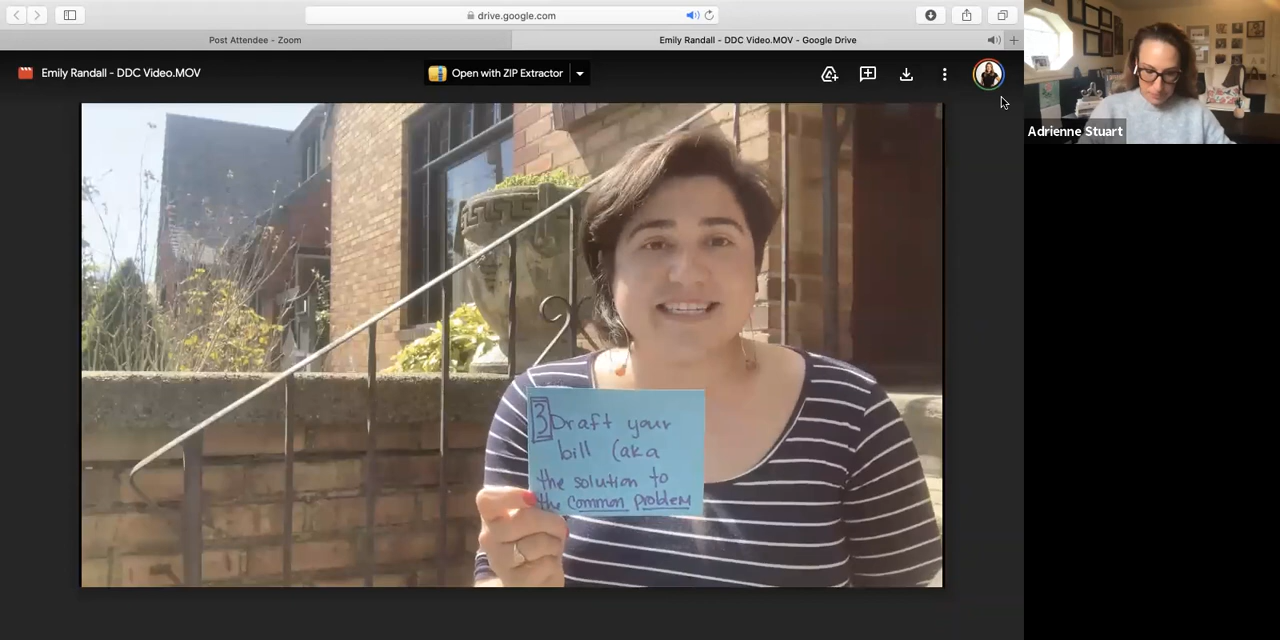 drive.google.com
Post Attendee - Zoom
Emily Randall - DDC Video.MOV - Google Drive
Emily Randall - DDC Video.MOV
Open with ZIP Extractor
Adrienne Stuart
3 Draft your
bill (aka
the solution to
the common problem